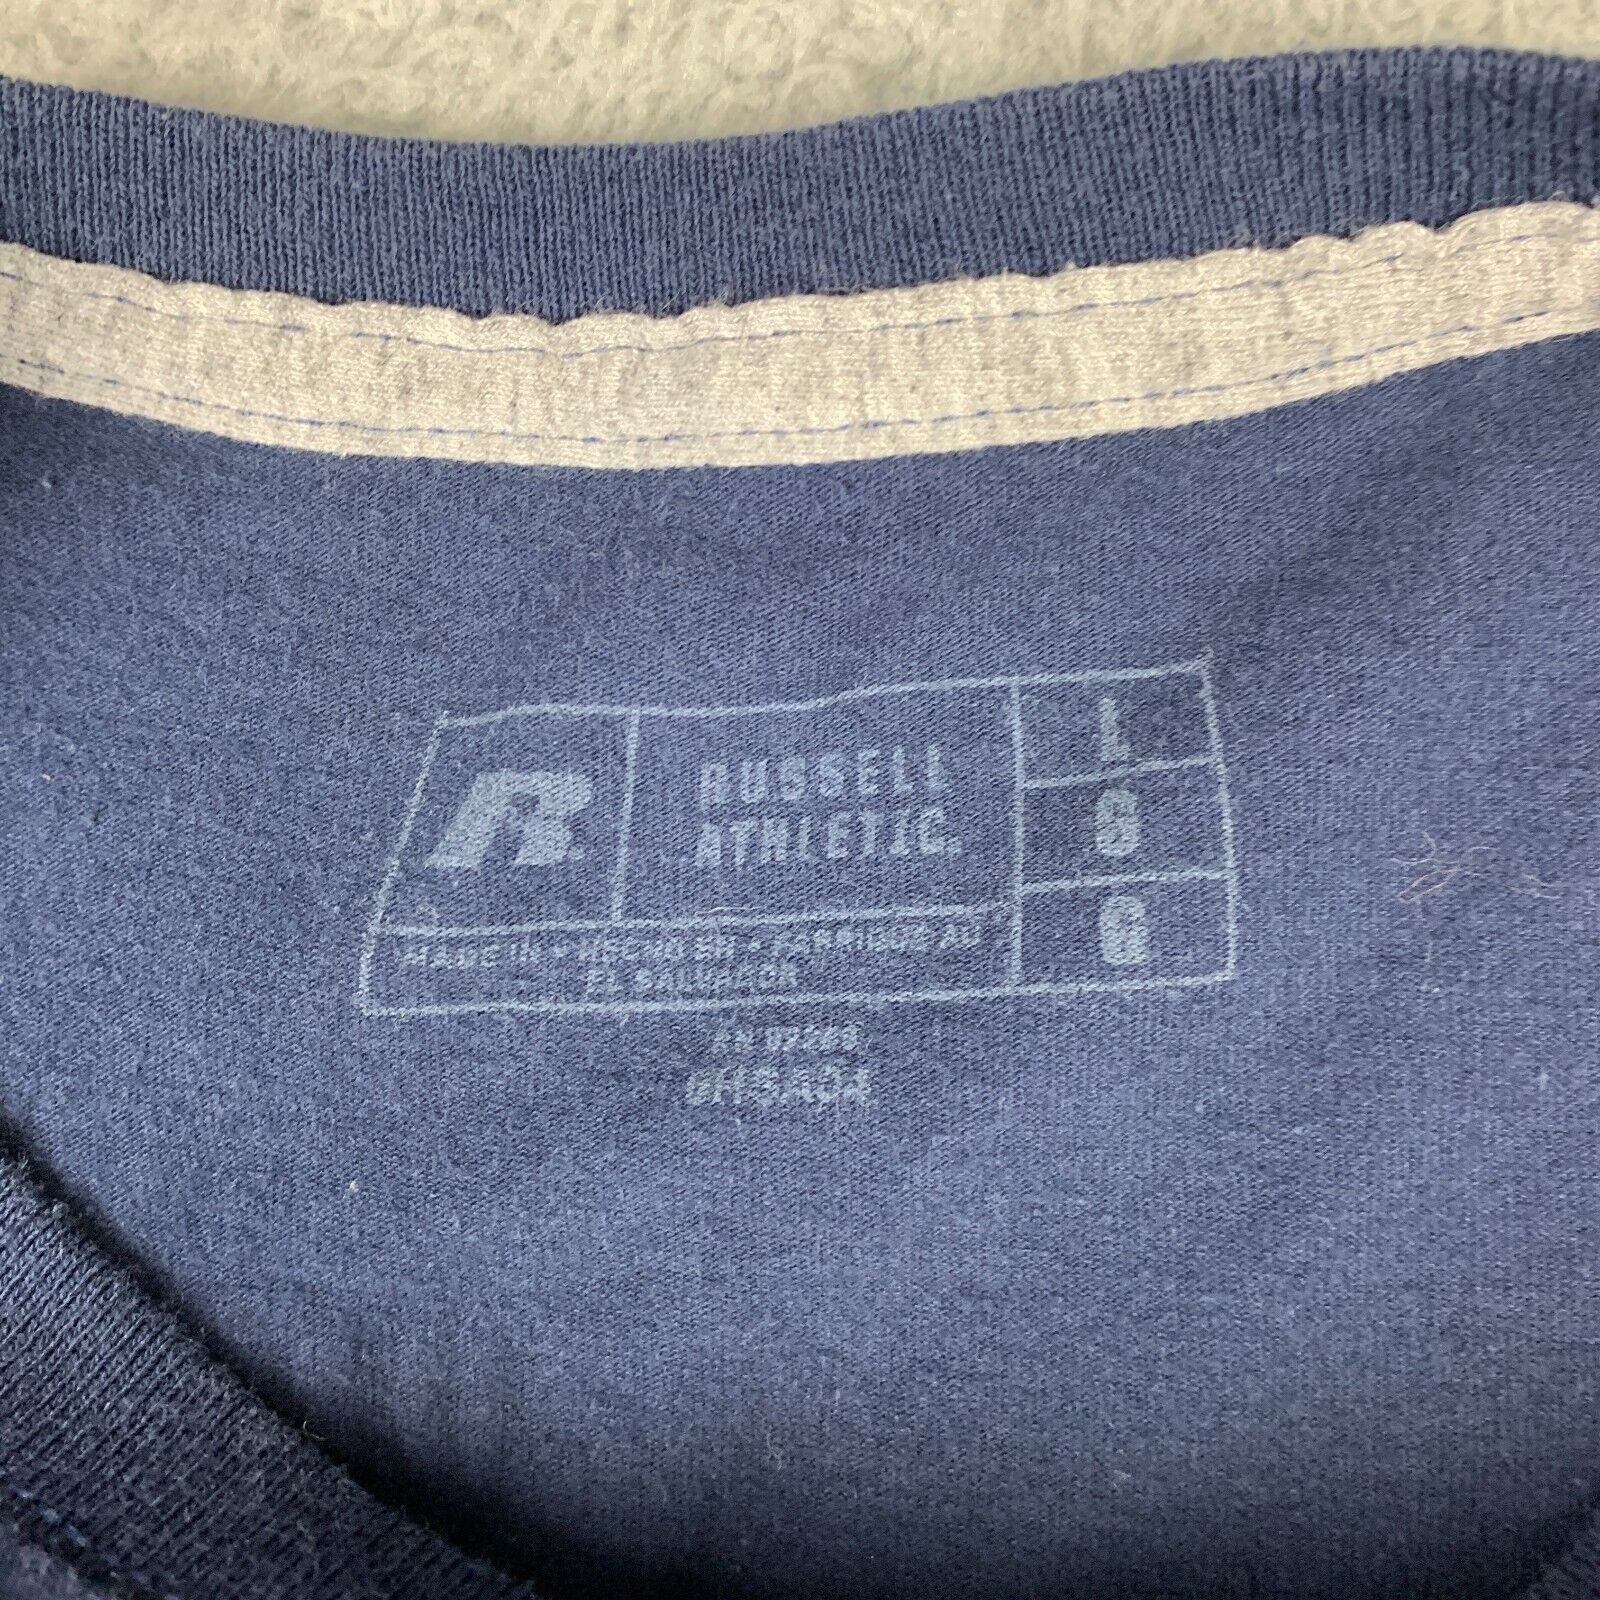 R
RUSSELL
ATHLETIC.
L
G
G
MADE IN • HECHO EN • FABRIQUÉ AU
EL SALVADOR